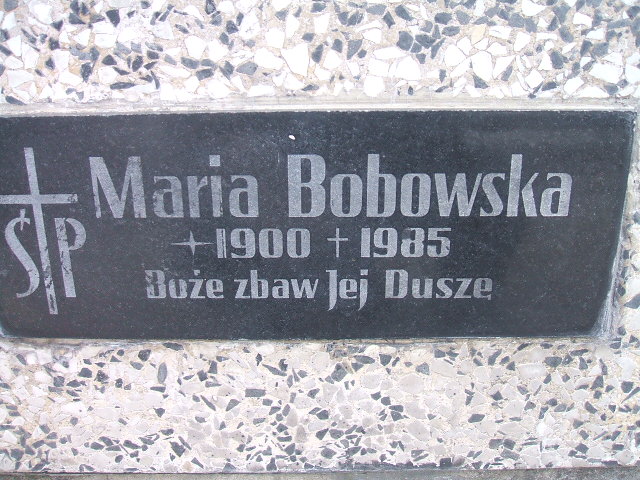 ŚP
Maria Bobowska
1900 † 1985
Boże zbaw Jej Duszę